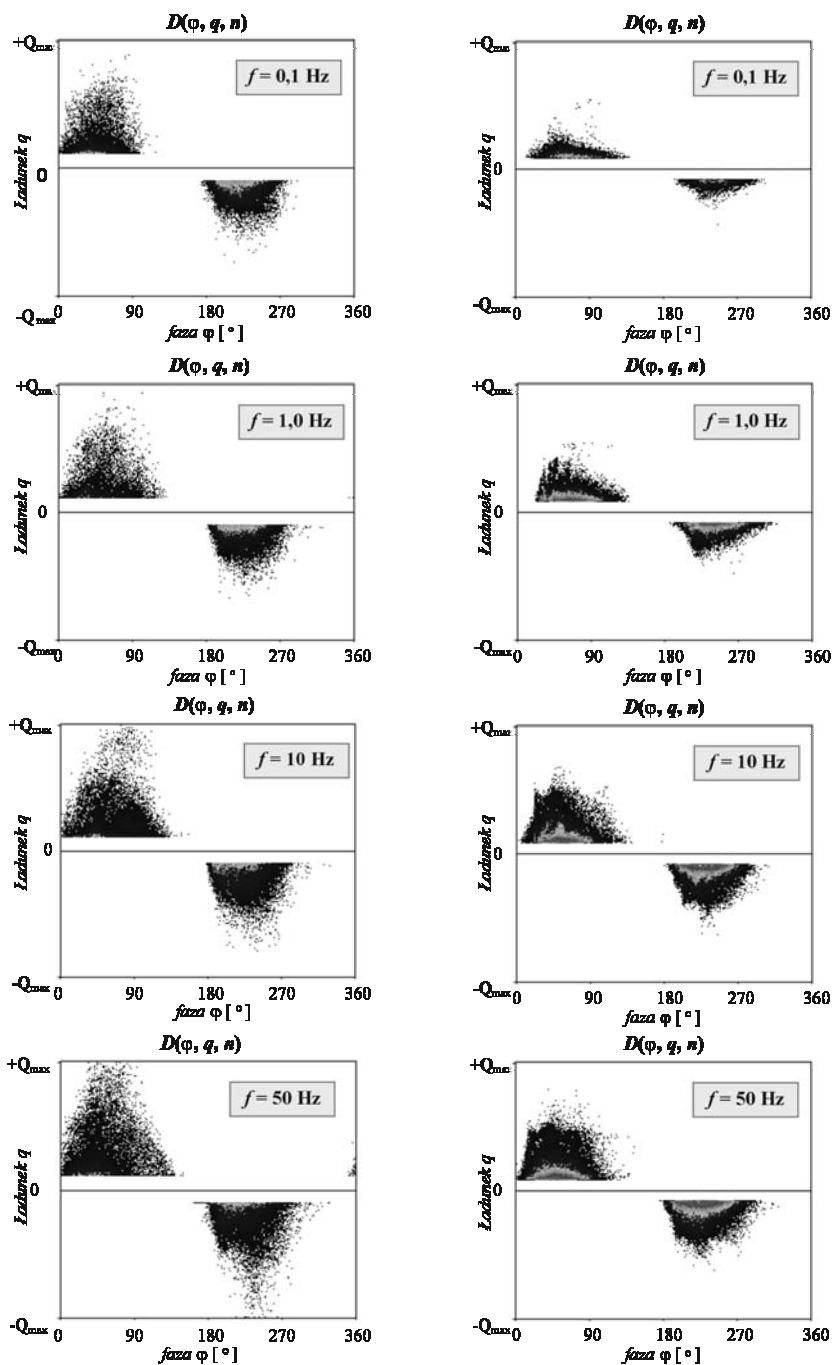 D(φ, q, n)
+Qmax
f = 0,1 Hz
Ładunek q
0
-Qmax
0 90 180 270 360
faza φ [ ° ]
D(φ, q, n)
+Qmax
f = 0,1 Hz
Ładunek q
0
-Qmax
0 90 180 270 360
faza φ [ ° ]
D(φ, q, n)
+Qmax
f = 1,0 Hz
Ładunek q
0
-Qmax
0 90 180 270 360
faza φ [ ° ]
D(φ, q, n)
+Qmax
f = 1,0 Hz
Ładunek q
0
-Qmax
0 90 180 270 360
faza φ [ ° ]
D(φ, q, n)
+Qmax
f = 10 Hz
Ładunek q
0
-Qmax
0 90 180 270 360
faza φ [ ° ]
D(φ, q, n)
+Qmax
f = 10 Hz
Ładunek q
0
-Qmax
0 90 180 270 360
faza φ [ ° ]
D(φ, q, n)
+Qmax
f = 50 Hz
Ładunek q
0
-Qmax
0 90 180 270 360
faza φ [ ° ]
D(φ, q, n)
+Qmax
f = 50 Hz
Ładunek q
0
-Qmax
0 90 180 270 360
faza φ [ ° ]